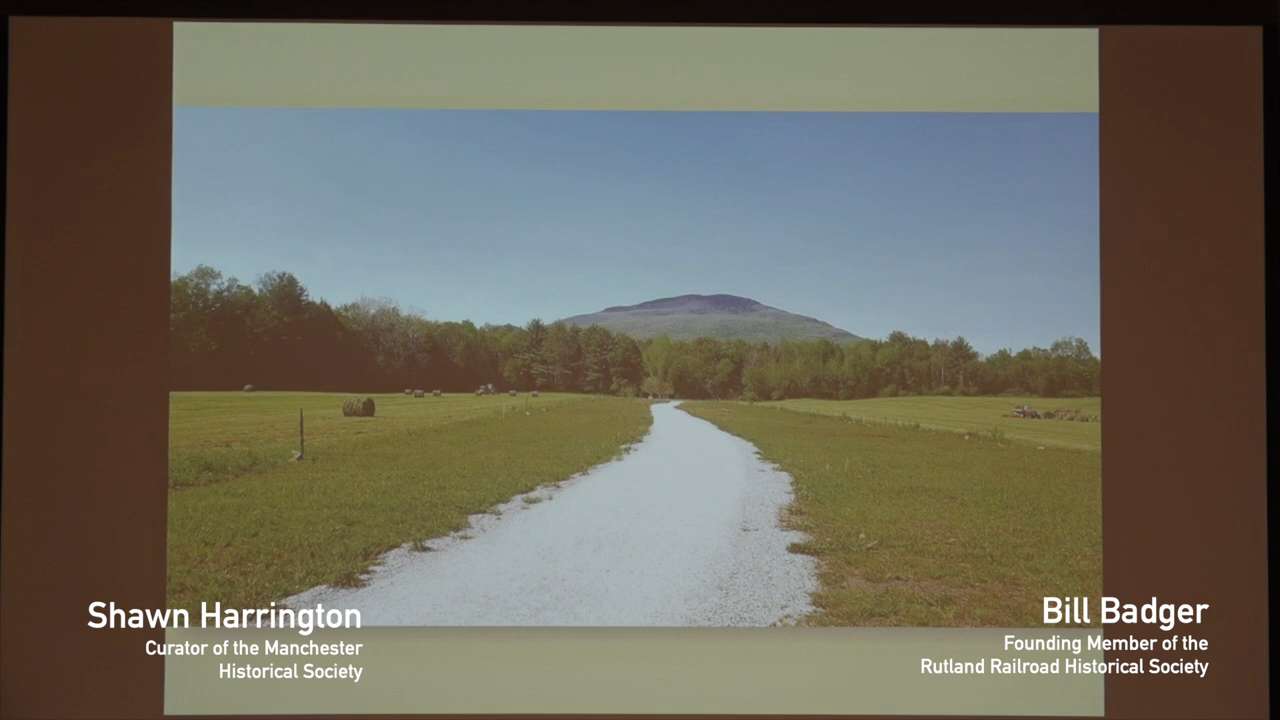 Shawn Harrington
Curator of the Manchester
Historical Society
Bill Badger
Founding Member of the
Rutland Railroad Historical Society